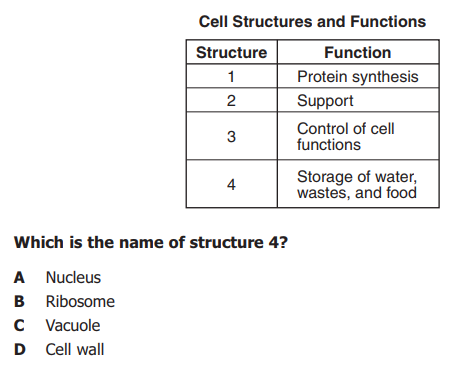 Cell Structures and Functions
Structure Function
1 Protein synthesis
2 Support
3 Control of cell
functions
4 Storage of water,
wastes, and food
Which is the name of structure 4?
A Nucleus
B Ribosome
C Vacuole
D Cell wall